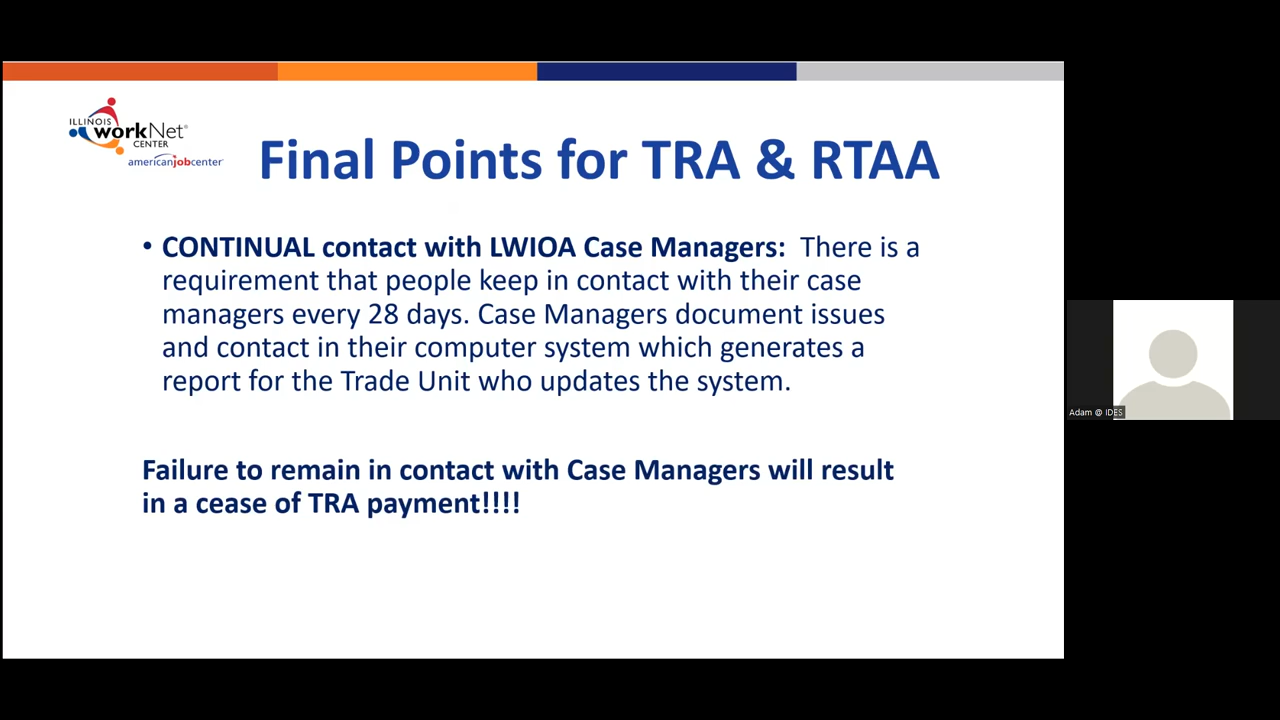 ILLINOIS
workNet®
CENTER
americanjobcenter
Final Points for TRA & RTAA
• CONTINUAL contact with LWIOA Case Managers: There is a
requirement that people keep in contact with their case
managers every 28 days. Case Managers document issues
and contact in their computer system which generates a
report for the Trade Unit who updates the system.
Failure to remain in contact with Case Managers will result
in a cease of TRA payment!!!!
Adam @ IDES